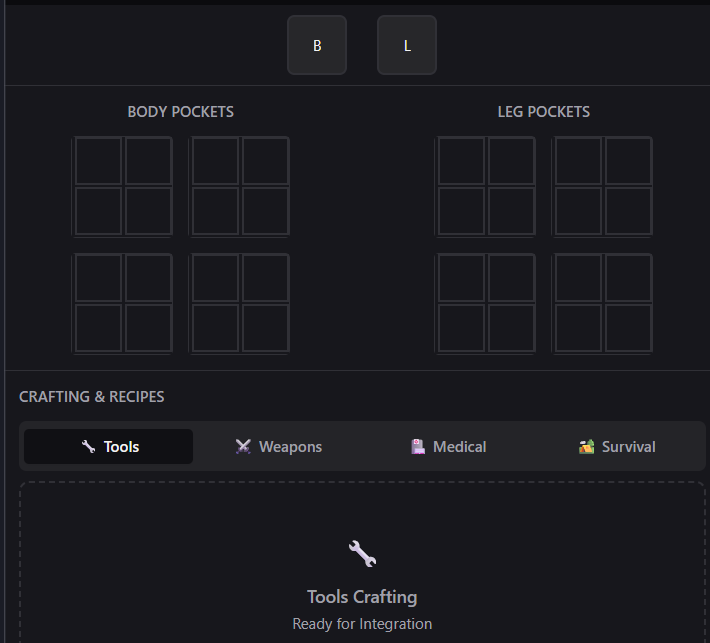 B L
BODY POCKETS LEG POCKETS
CRAFTING & RECIPES
Tools Weapons Medical Survival
Tools Crafting
Ready for Integration